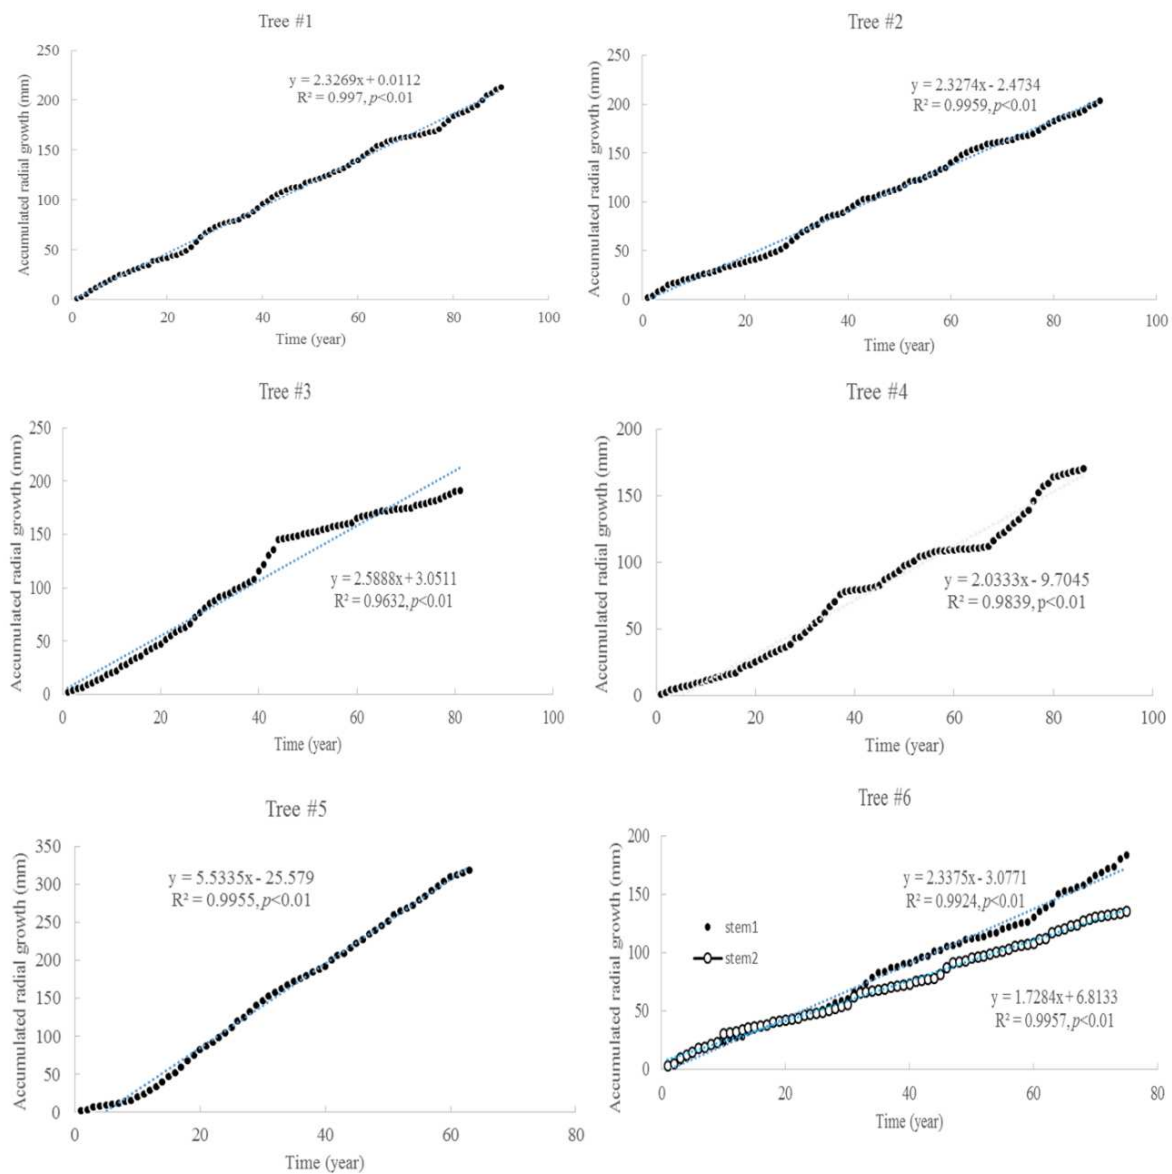 Tree #1
Accumulated radial growth (mm)
250
200
150
100
50
0
y = 2.3269x + 0.0112
R² = 0.997, p<0.01
0 20 40 60 80 100
Time (year)
Tree #2
Accumulated radial growth (mm)
250
200
150
100
50
0
y = 2.3274x - 2.4734
R² = 0.9959, p<0.01
0 20 40 60 80 100
Time (year)
Tree #3
Accumulated radial growth (mm)
250
200
150
100
50
0
y = 2.5888x + 3.0511
R² = 0.9632, p<0.01
0 20 40 60 80 100
Time (year)
Tree #4
Accumulated radial growth (mm)
200
150
100
50
0
y = 2.0333x - 9.7045
R² = 0.9839, p<0.01
0 20 40 60 80 100
Time (year)
Tree #5
Accumulated radial growth (mm)
350
300
250
200
150
100
50
0
y = 5.5335x - 25.579
R² = 0.9955, p<0.01
0 20 40 60 80
Time (year)
Tree #6
Accumulated radial growth (mm)
200
150
100
50
0
y = 2.3375x - 3.0771
R² = 0.9924, p<0.01
stem1
stem2
y = 1.7284x + 6.8133
R² = 0.9957, p<0.01
0 20 40 60 80
Time (year)